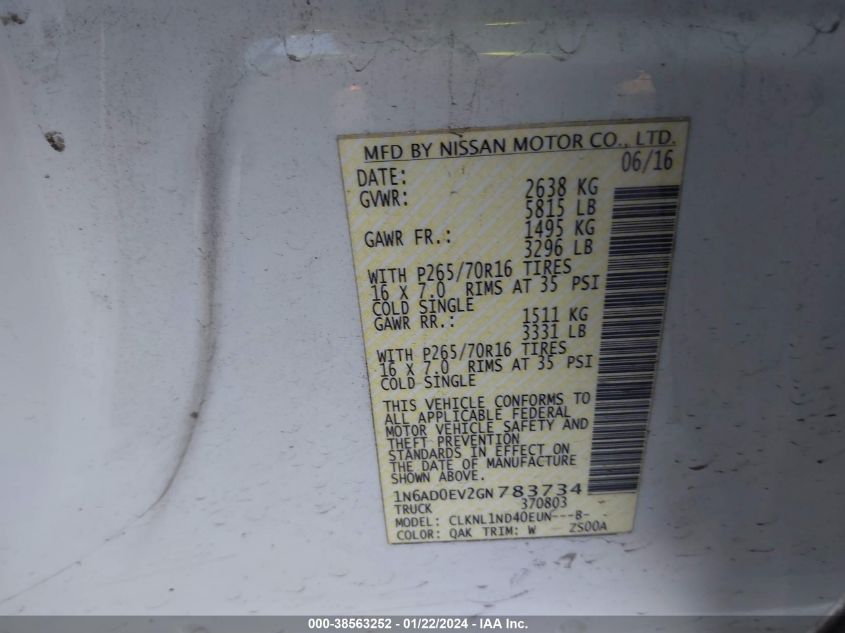 MFD BY NISSAN MOTOR CO., LTD.
DATE: 06/16
GVWR: 2638 KG
5815 LB
GAWR FR.: 1495 KG
3296 LB
WITH P265/70R16 TIRES
16 X 7.0 RIMS AT 35 PSI
COLD SINGLE
GAWR RR.: 1511 KG
3331 LB
WITH P265/70R16 TIRES
16 X 7.0 RIMS AT 35 PSI
COLD SINGLE
THIS VEHICLE CONFORMS TO
ALL APPLICABLE FEDERAL
MOTOR VEHICLE SAFETY AND
THEFT PREVENTION
STANDARDS IN EFFECT ON
THE DATE OF MANUFACTURE
SHOWN ABOVE.
1N6AD0EV2GN783734
TRUCK 370803
MODEL: CLKNL1ND40EUN---B-
COLOR: QAK TRIM: W ZS00A
000-38563252 - 01/22/2024 - IAA Inc.